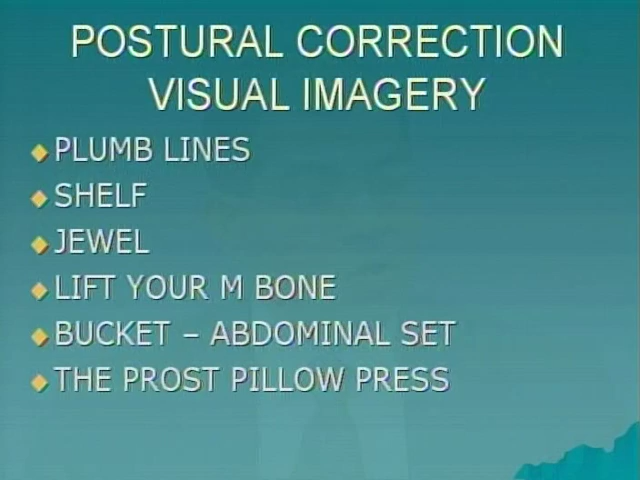 POSTURAL CORRECTION
VISUAL IMAGERY
PLUMB LINES
SHELF
JEWEL
LIFT YOUR M BONE
BUCKET – ABDOMINAL SET
THE PROST PILLOW PRESS